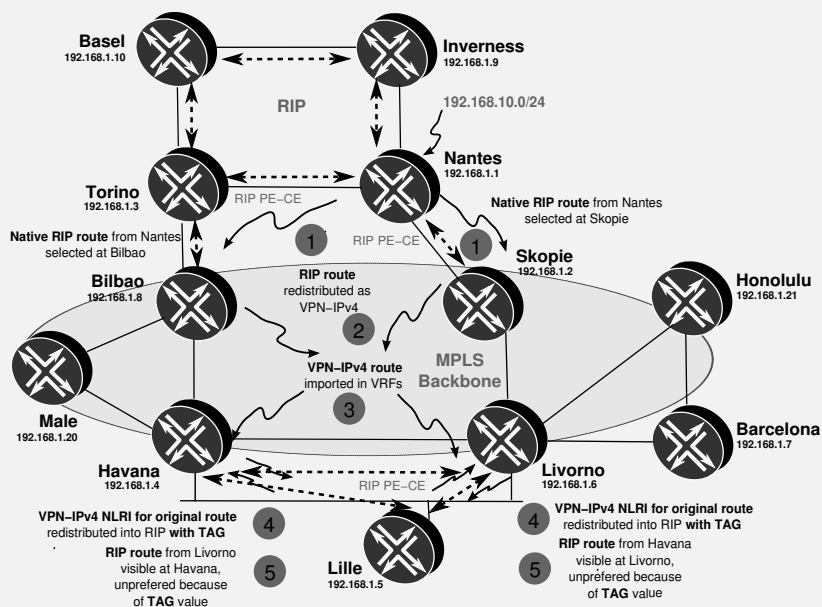 Basel
192.168.1.10
Inverness
192.168.1.9
RIP
192.168.10.0/24
Nantes
192.168.1.1
Torino
192.168.1.3
RIP PE−CE
Native RIP route from Nantes
selected at Skopie
Native RIP route from Nantes
selected at Bilbao
1
RIP PE−CE
1
Skopie
192.168.1.2
Bilbao
192.168.1.8
RIP route
redistributed as
VPN−IPv4
2
Honolulu
192.168.1.21
MPLS
Backbone
VPN−IPv4 route
imported in VRFs
3
Male
192.168.1.20
Barcelona
192.168.1.7
Havana
192.168.1.4
RIP PE−CE
Livorno
192.168.1.6
VPN−IPv4 NLRI for original route
redistributed into RIP with TAG
4
RIP route from Livorno
visible at Havana,
unprefered because
of TAG value
5
Lille
192.168.1.5
4
VPN−IPv4 NLRI for original route
redistributed into RIP with TAG
5
RIP route from Havana
visible at Livorno,
unprefered because
of TAG value